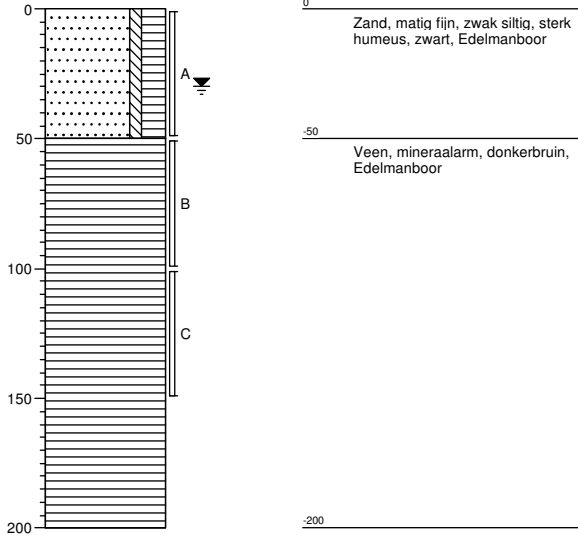 0
50
100
150
200
A
B
C
0
Zand, matig fijn, zwak siltig, sterk
humeus, zwart, Edelmanboor
-50
Veen, mineraalarm, donkerbruin,
Edelmanboor
-200